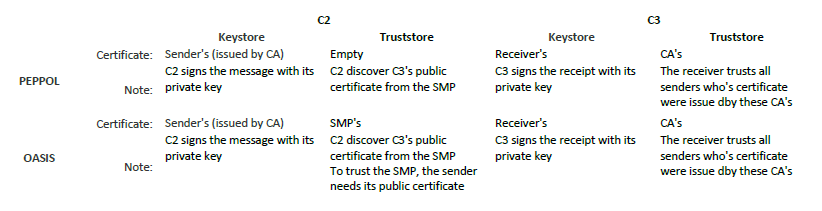 C2 C3
Keystore Truststore Keystore Truststore
Certificate: Sender's (issued by CA) Empty Receiver's CA's
PEPPOL Note: C2 signs the message with its C2 discover C3's public C3 signs the receipt with its The receiver trusts all
private key certificate from the SMP private key senders who's certificate
were issue dby these CA's
Certificate: Sender's (issued by CA) SMP's Receiver's CA's
OASIS Note: C2 signs the message with its C2 discover C3's public C3 signs the receipt with its The receiver trusts all
private key certificate from the SMP private key senders who's certificate
To trust the SMP, the sender were issue dby these CA's
needs its public certificate